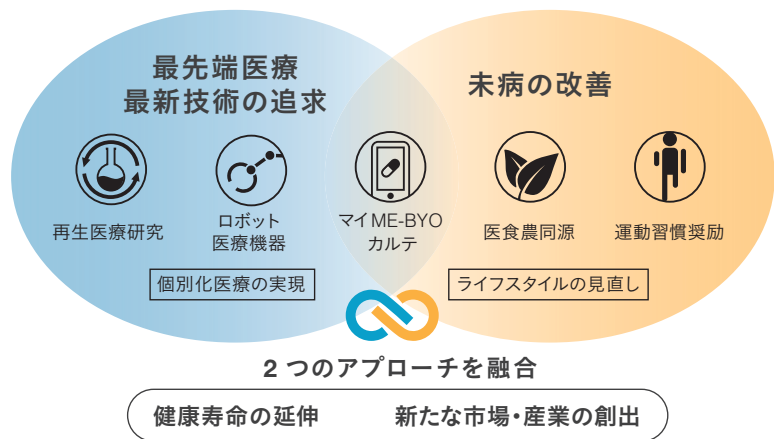 最先端医療
最新技術の追求
未病の改善
再生医療研究
ロボット
医療機器
マイME-BYO
カルテ
医食農同源
運動習慣奨励
個別化医療の実現
ライフスタイルの見直し
2つのアプローチを融合
健康寿命の延伸
新たな市場・産業の創出